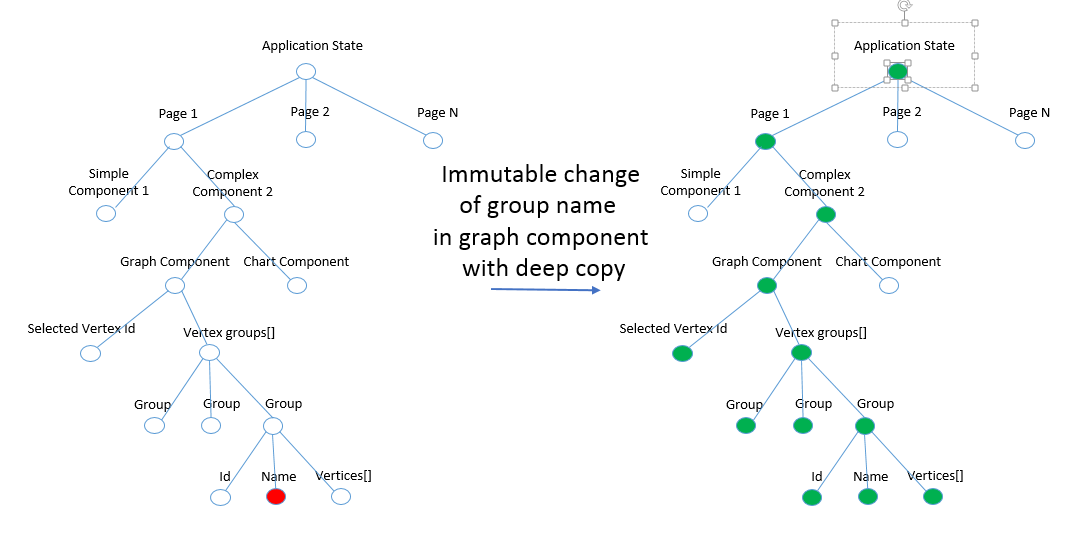 Application State
Page 1
Page 2
Page N
Simple
Component 1
Complex
Component 2
Graph Component
Chart Component
Selected Vertex Id
Vertex groups[]
Group
Group
Group
Id
Name
Vertices[]
Immutable change
of group name
in graph component
with deep copy
Application State
Page 1
Page 2
Page N
Simple
Component 1
Complex
Component 2
Graph Component
Chart Component
Selected Vertex Id
Vertex groups[]
Group
Group
Group
Id
Name
Vertices[]